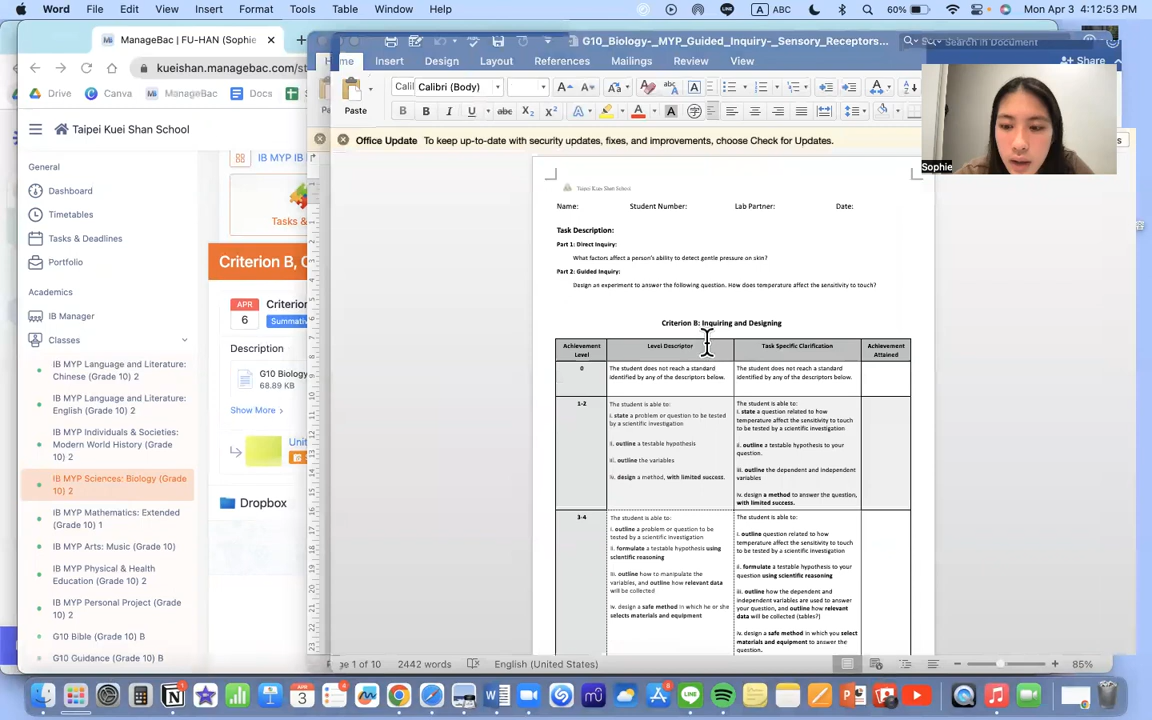 Word File Edit View Insert Format Tools Table Window Help
A ABC 60% Mon Apr 3 4:12:53 PM
ManageBac | FU-HAN (Sophie
kueishan.managebac.com/st
Drive Canva ManageBac Docs
Taipei Kuei Shan School
General
Dashboard
Timetables
Tasks & Deadlines
Portfolio
Academics
IB Manager
Classes
IB MYP Language and Literature:
Chinese (Grade 10) 2
IB MYP Language and Literature:
English (Grade 10) 2
IB MYP Individuals & Societies:
Modern World History (Grade
10) 2
IB MYP Sciences: Biology (Grade
10) 2
IB MYP Mathematics: Extended
(Grade 10) 1
IB MYP Arts: Music (Grade 10)
IB MYP Physical & Health
Education (Grade 10) 2
IB MYP Personal Project (Grade
10) 2
G10 Bible (Grade 10) B
G10 Guidance (Grade 10) B
IB MYP IB
Tasks &
Criterion B, C
APR
6
Criterion
Summativ
Description
G10 Biology
68.89 KB
Show More
Unit
Dropbox
G10_Biology-_MYP_Guided_Inquiry-_Sensory_Receptors...
Search in Document
Home Insert Design Layout References Mailings Review View
Share
Paste
Calibri (Body)
B I U abc X2 X2
Office Update To keep up-to-date with security updates, fixes, and improvements, choose Check for Updates.
Sophie
Taipei Kuei Shan School
Name: Student Number: Lab Partner: Date:
Task Description:
Part 1: Direct Inquiry:
What factors affect a person's ability to detect gentle pressure on skin?
Part 2: Guided Inquiry:
Design an experiment to answer the following question. How does temperature affect the sensitivity to touch?
Criterion B: Inquiring and Designing
Achievement
Level
Level Descriptor
Task Specific Clarification
Achievement
Attained
0
The student does not reach a standard
identified by any of the descriptors below.
The student does not reach a standard
identified by any of the descriptors below.
1-2
The student is able to:
i. state a problem or question to be tested
by a scientific investigation
ii. outline a testable hypothesis
iii. outline the variables
iv. design a method, with limited success.
The student is able to:
i. state a question related to how
temperature affect the sensitivity to touch
to be tested by a scientific investigation
ii. outline a testable hypothesis to your
question.
iii. outline the dependent and independent
variables
iv. design a method to answer the question,
with limited success.
3-4
The student is able to:
i. outline a problem or question to be
tested by a scientific investigation
ii. formulate a testable hypothesis using
scientific reasoning
iii. outline how to manipulate the
variables, and outline how relevant data
will be collected
iv. design a safe method in which he or she
selects materials and equipment
The student is able to:
i. outline question related to how
temperature affect the sensitivity to touch
to be tested by a scientific investigation
ii. formulate a testable hypothesis to your
question using scientific reasoning
iii. outline how the dependent and
independent variables are used to answer
your question, and outline how relevant
data will be collected (tables?)
iv. design a safe method in which you select
materials and equipment to answer the
question.
Page 1 of 10 2442 words English (United States) 85%